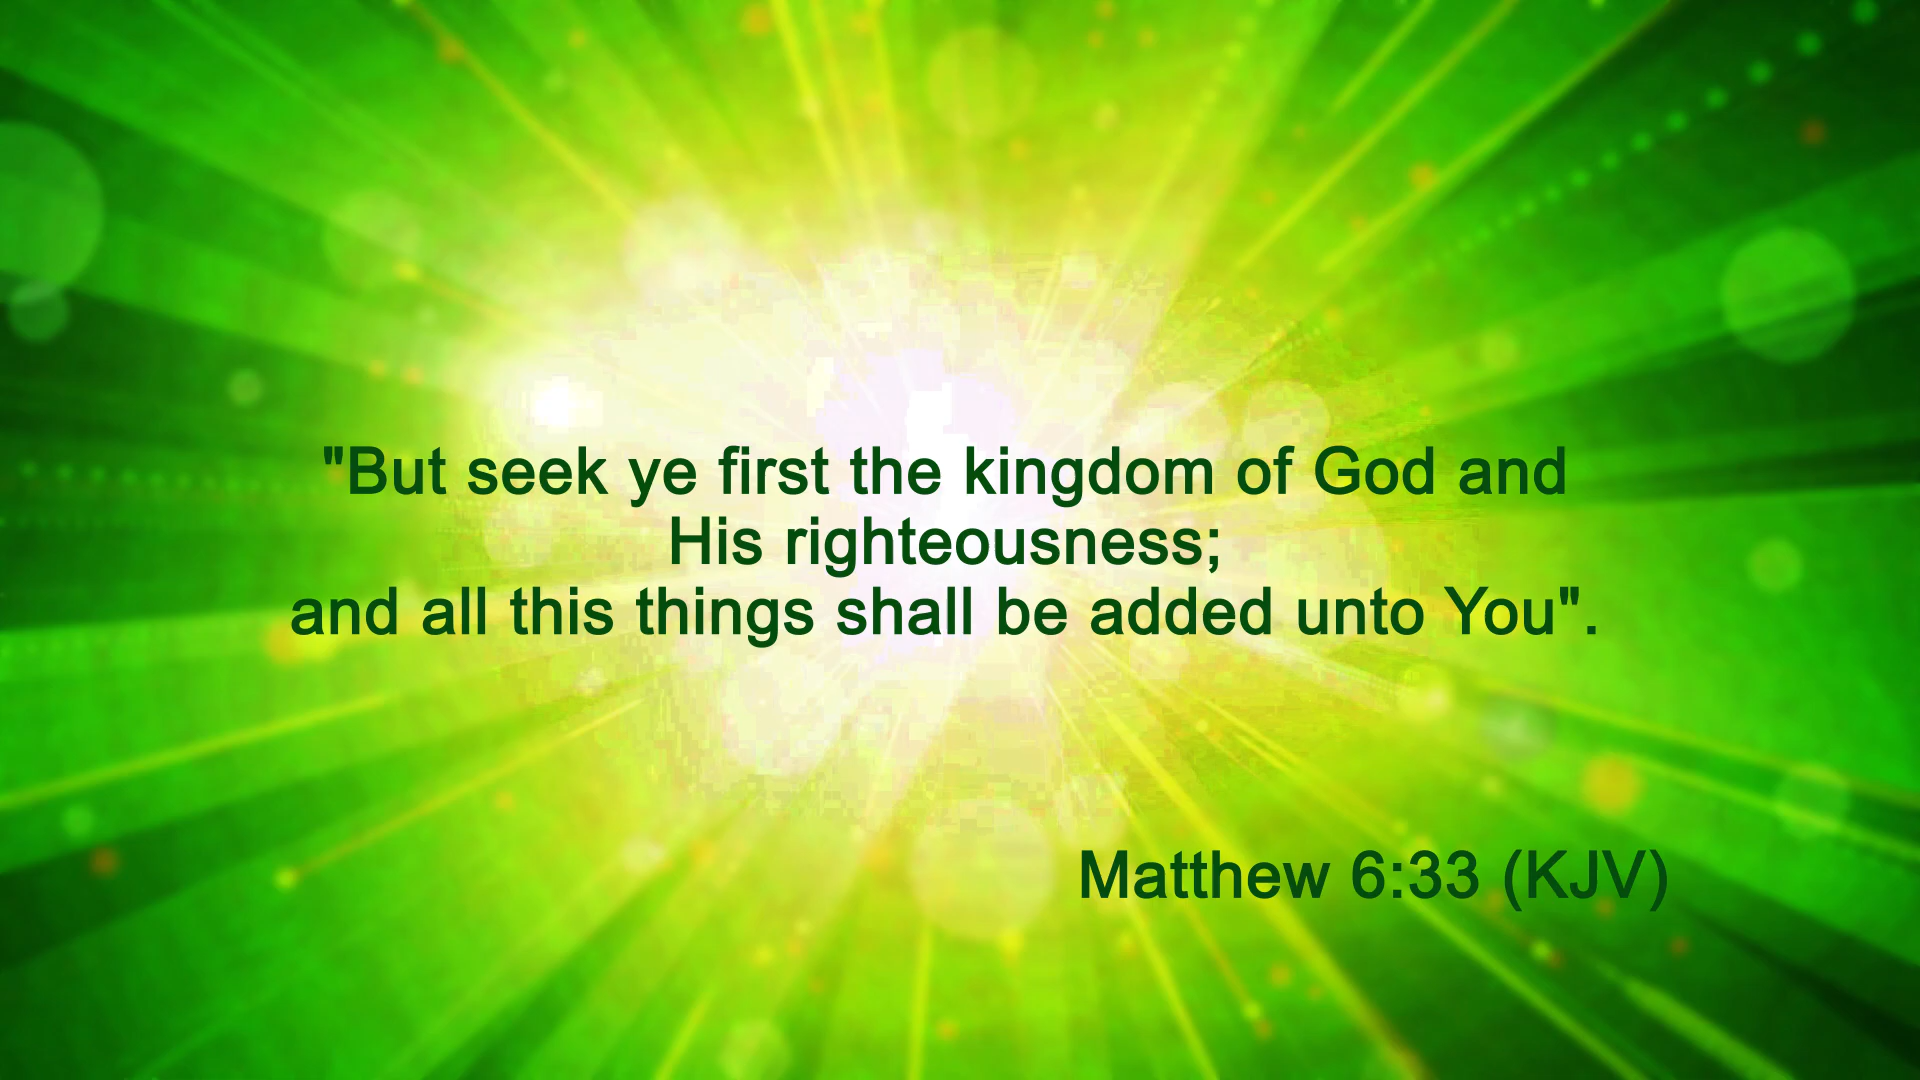 "But seek ye first the kingdom of God and
His righteousness;
and all this things shall be added unto You".
Matthew 6:33 (KJV)